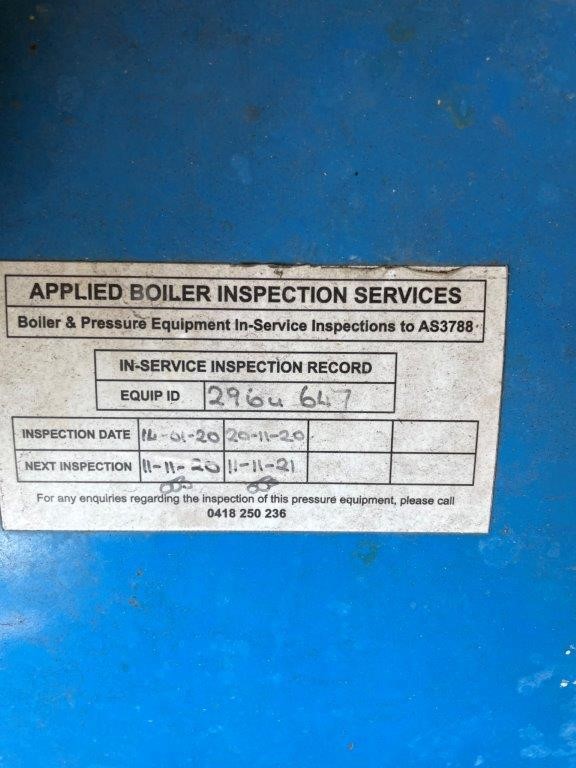 APPLIED BOILER INSPECTION SERVICES
Boiler & Pressure Equipment In-Service Inspections to AS3788
IN-SERVICE INSPECTION RECORD
EQUIP ID 296u 647
INSPECTION DATE 14-01-20 20-11-20
NEXT INSPECTION 11-11-20 11-11-21
For any enquiries regarding the inspection of this pressure equipment, please call
0418 250 236